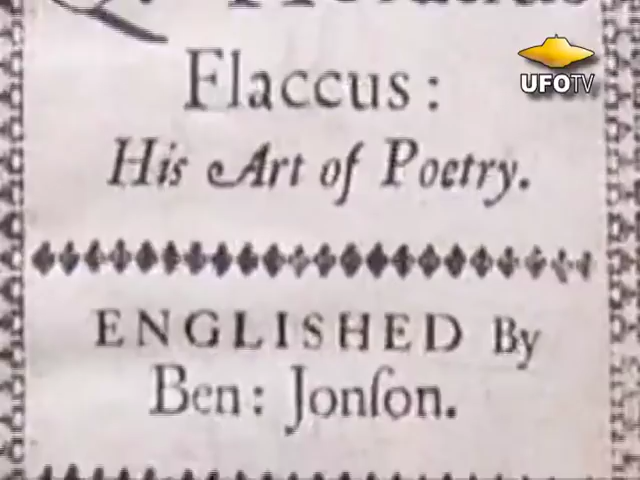 Flaccus:
His Art of Poetry.
ENGLISHED By
Ben: Jonſon.
UFOTV